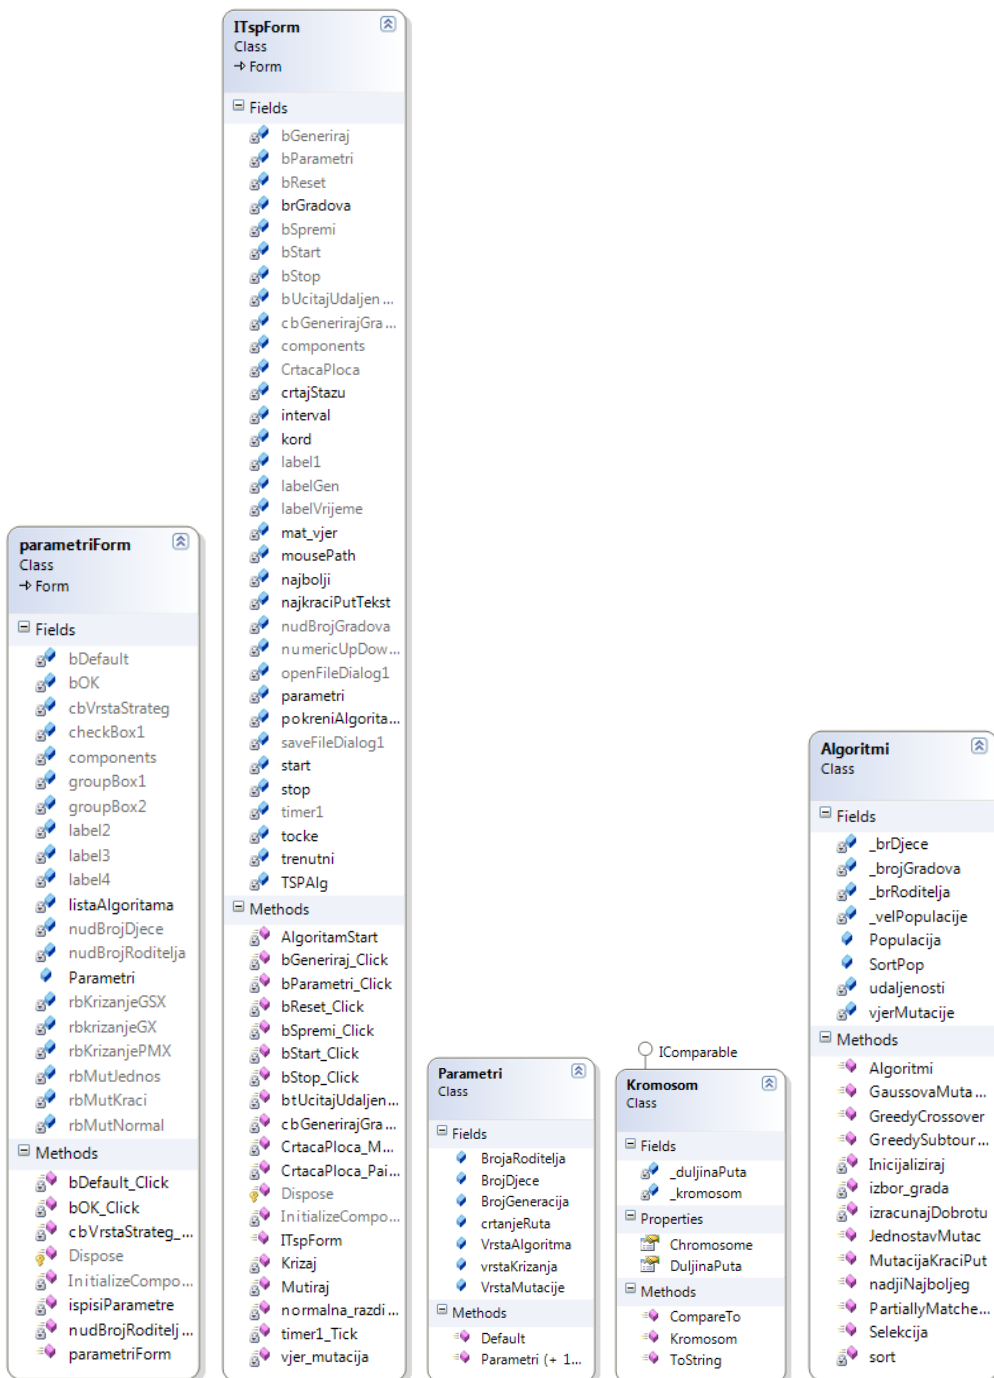 parametriForm
Class
Form
Fields
bDefault
bOK
cbVrstaStrateg
checkBox1
components
groupBox1
groupBox2
label2
label3
label4
listaAlgoritama
nudBrojDjece
nudBrojRoditelja
Parametri
rbKrizanjeGSX
rbkrizanjeGX
rbKrizanjePMX
rbMutJednos
rbMutKraci
rbMutNormal
Methods
bDefault_Click
bOK_Click
cbVrstaStrateg_...
Dispose
InitializeCompo...
ispisiParametre
nudBrojRoditelj...
parametriForm
ITspForm
Class
Form
Fields
bGeneriraj
bParametri
bReset
brGradova
bSpremi
bStart
bStop
bUcitajUdaljen...
cbGenerirajGra...
components
CrtacaPloca
crtajStazu
interval
kord
label1
labelGen
labelVrijeme
mat_vjer
mousePath
najbolji
najkraciPutTekst
nudBrojGradova
numericUpDow...
openFileDialog1
parametri
pokreniAlgorita...
saveFileDialog1
start
stop
timer1
tocke
trenutni
TSPAlg
Methods
AlgoritamStart
bGeneriraj_Click
bParametri_Click
bReset_Click
bSpremi_Click
bStart_Click
bStop_Click
btUcitajUdaljen...
cbGenerirajGra...
CrtacaPloca_M...
CrtacaPloca_Pai...
Dispose
InitializeCompo...
ITspForm
Krizaj
Mutiraj
normalna_razdi...
timer1_Tick
vjer_mutacija
Parametri
Class
Fields
BrojaRoditelja
BrojDjece
BrojGeneracija
crtanjeRuta
VrstaAlgoritma
vrstaKrizanja
VrstaMutacije
Methods
Default
Parametri (+ 1...
IComparable
Kromosom
Class
Fields
_duljinaPuta
_kromosom
Properties
Chromosome
DuljinaPuta
Methods
CompareTo
Kromosom
ToString
Algoritmi
Class
Fields
_brDjece
_brojGradova
_brRoditelja
_velPopulacije
Populacija
SortPop
udaljenosti
vjerMutacije
Methods
Algoritmi
GaussovaMuta...
GreedyCrossover
GreedySubtour...
Inicijaliziraj
izbor_grada
izracunajDobrotu
JednostavMutac
MutacijaKraciPut
nadjiNajboljeg
PartiallyMatche...
Selekcija
sort